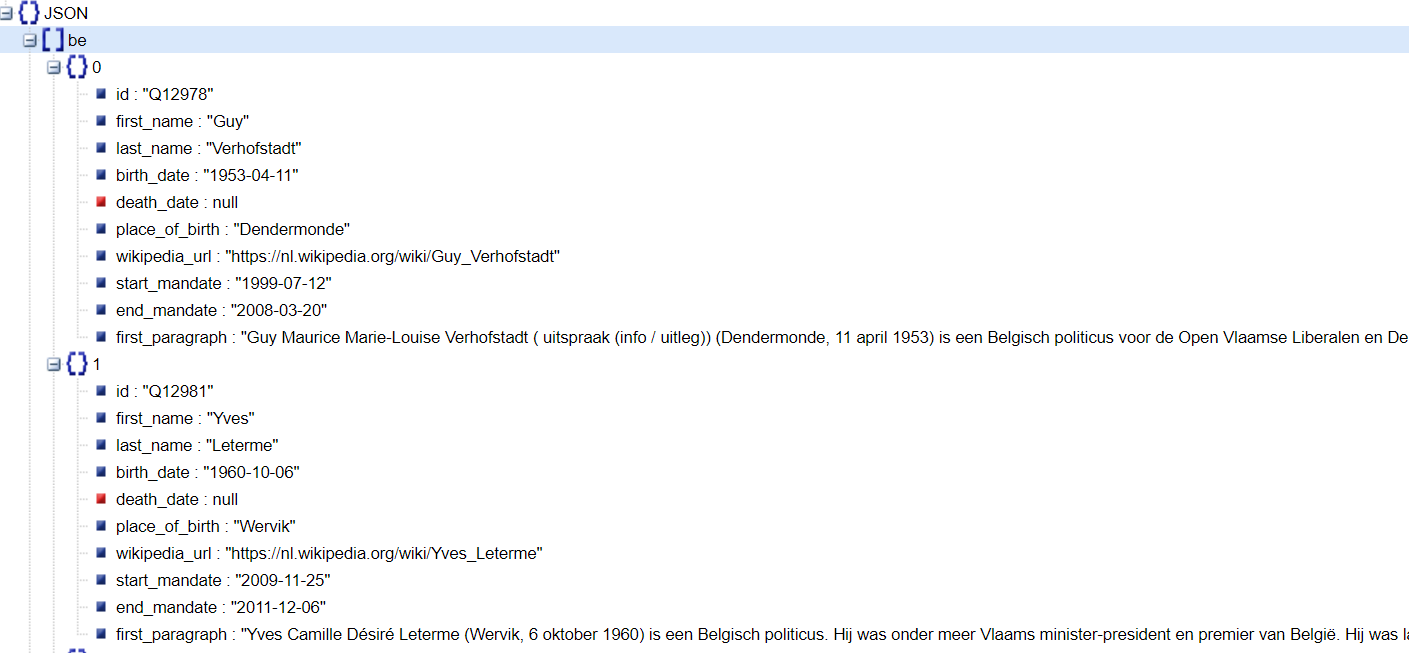 JSON
be
0
id : "Q12978"
first_name : "Guy"
last_name : "Verhofstadt"
birth_date : "1953-04-11"
death_date : null
place_of_birth : "Dendermonde"
wikipedia_url : "https://nl.wikipedia.org/wiki/Guy_Verhofstadt"
start_mandate : "1999-07-12"
end_mandate : "2008-03-20"
first_paragraph : "Guy Maurice Marie-Louise Verhofstadt ( uitspraak (info / uitleg)) (Dendermonde, 11 april 1953) is een Belgisch politicus voor de Open Vlaamse Liberalen en De
1
id : "Q12981"
first_name : "Yves"
last_name : "Leterme"
birth_date : "1960-10-06"
death_date : null
place_of_birth : "Wervik"
wikipedia_url : "https://nl.wikipedia.org/wiki/Yves_Leterme"
start_mandate : "2009-11-25"
end_mandate : "2011-12-06"
first_paragraph : "Yves Camille Désiré Leterme (Wervik, 6 oktober 1960) is een Belgisch politicus. Hij was onder meer Vlaams minister-president en premier van België. Hij was l